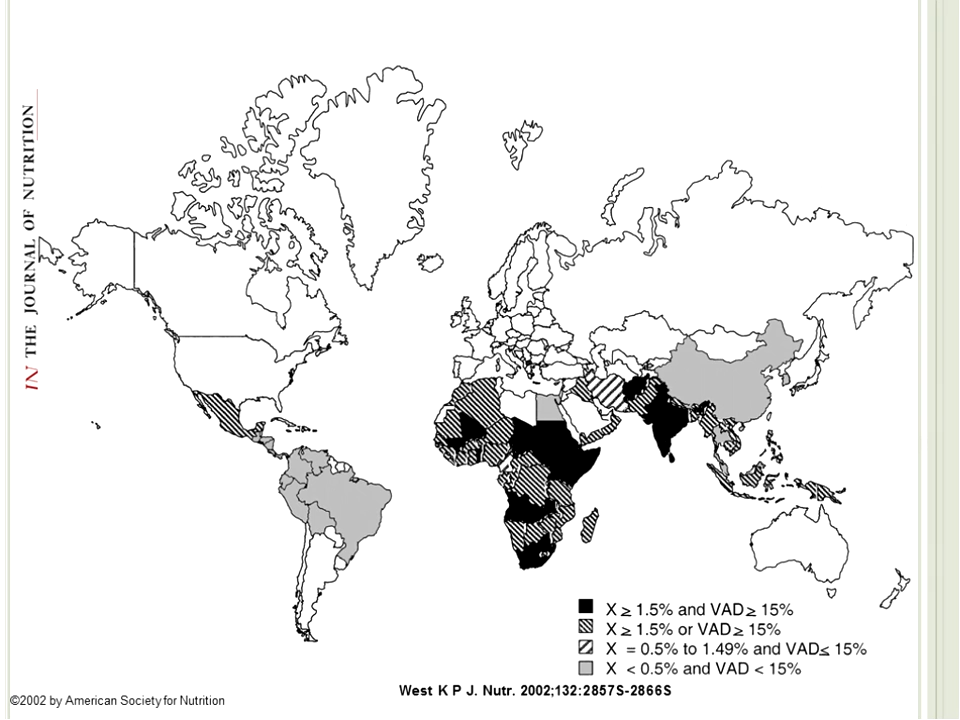 IN THE JOURNAL OF NUTRITION
X ≥ 1.5% and VAD ≥ 15%
X ≥ 1.5% or VAD ≥ 15%
X = 0.5% to 1.49% and VAD ≤ 15%
X < 0.5% and VAD < 15%
West K P J. Nutr. 2002;132:2857S-2866S
©2002 by American Society for Nutrition